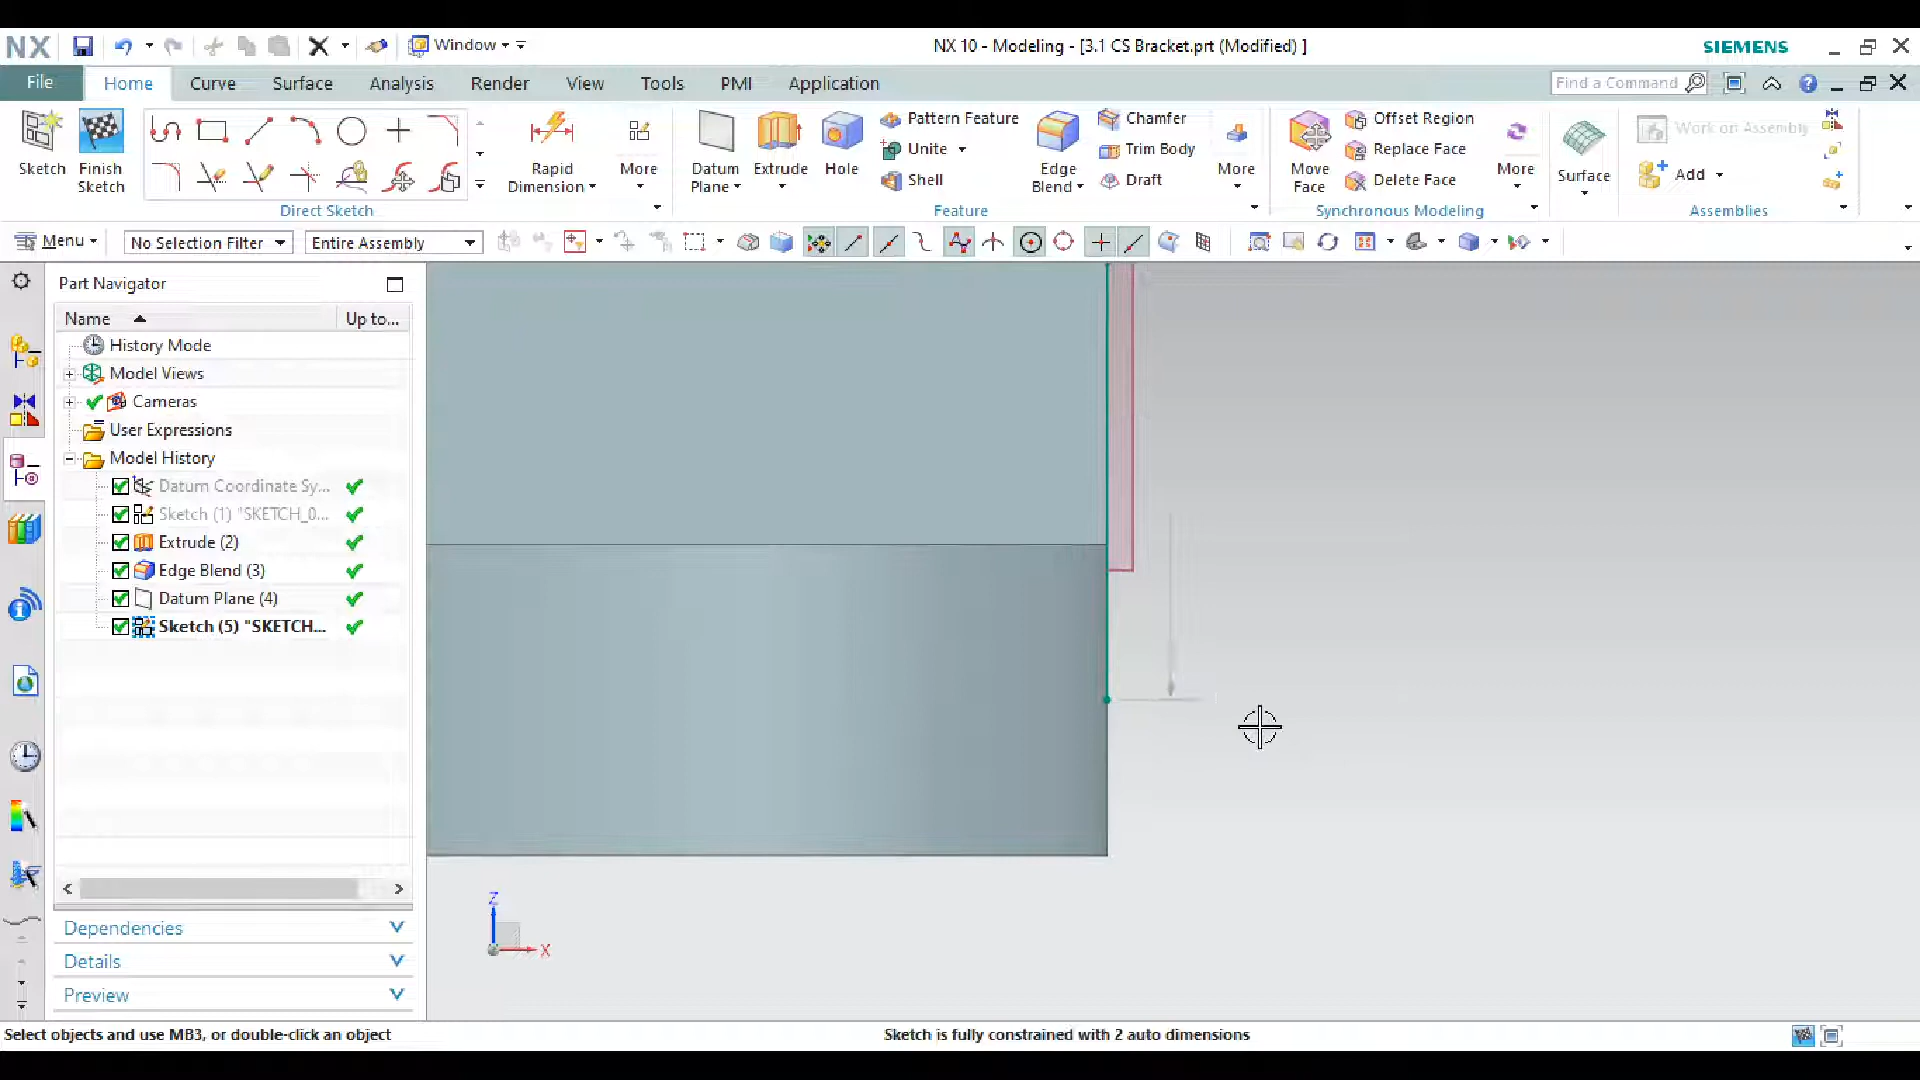 NX
Window
NX 10 - Modeling - [3.1 CS Bracket.prt (Modified) ]
SIEMENS
File
Home
Curve
Surface
Analysis
Render
View
Tools
PMI
Application
Find a Command
Sketch
Finish Sketch
Direct Sketch
Rapid Dimension
More
Datum Plane
Extrude
Hole
Pattern Feature
Unite
Shell
Edge Blend
Chamfer
Trim Body
Draft
More
Feature
Move Face
Offset Region
Replace Face
Delete Face
More
Synchronous Modeling
Surface
Work on Assembly
Add
Assemblies
Menu
No Selection Filter
Entire Assembly
Part Navigator
Name
Up to...
History Mode
Model Views
Cameras
User Expressions
Model History
Datum Coordinate Sy...
Sketch (1) "SKETCH_0...
Extrude (2)
Edge Blend (3)
Datum Plane (4)
Sketch (5) "SKETCH...
Dependencies
Details
Preview
Z
X
Select objects and use MB3, or double-click an object
Sketch is fully constrained with 2 auto dimensions